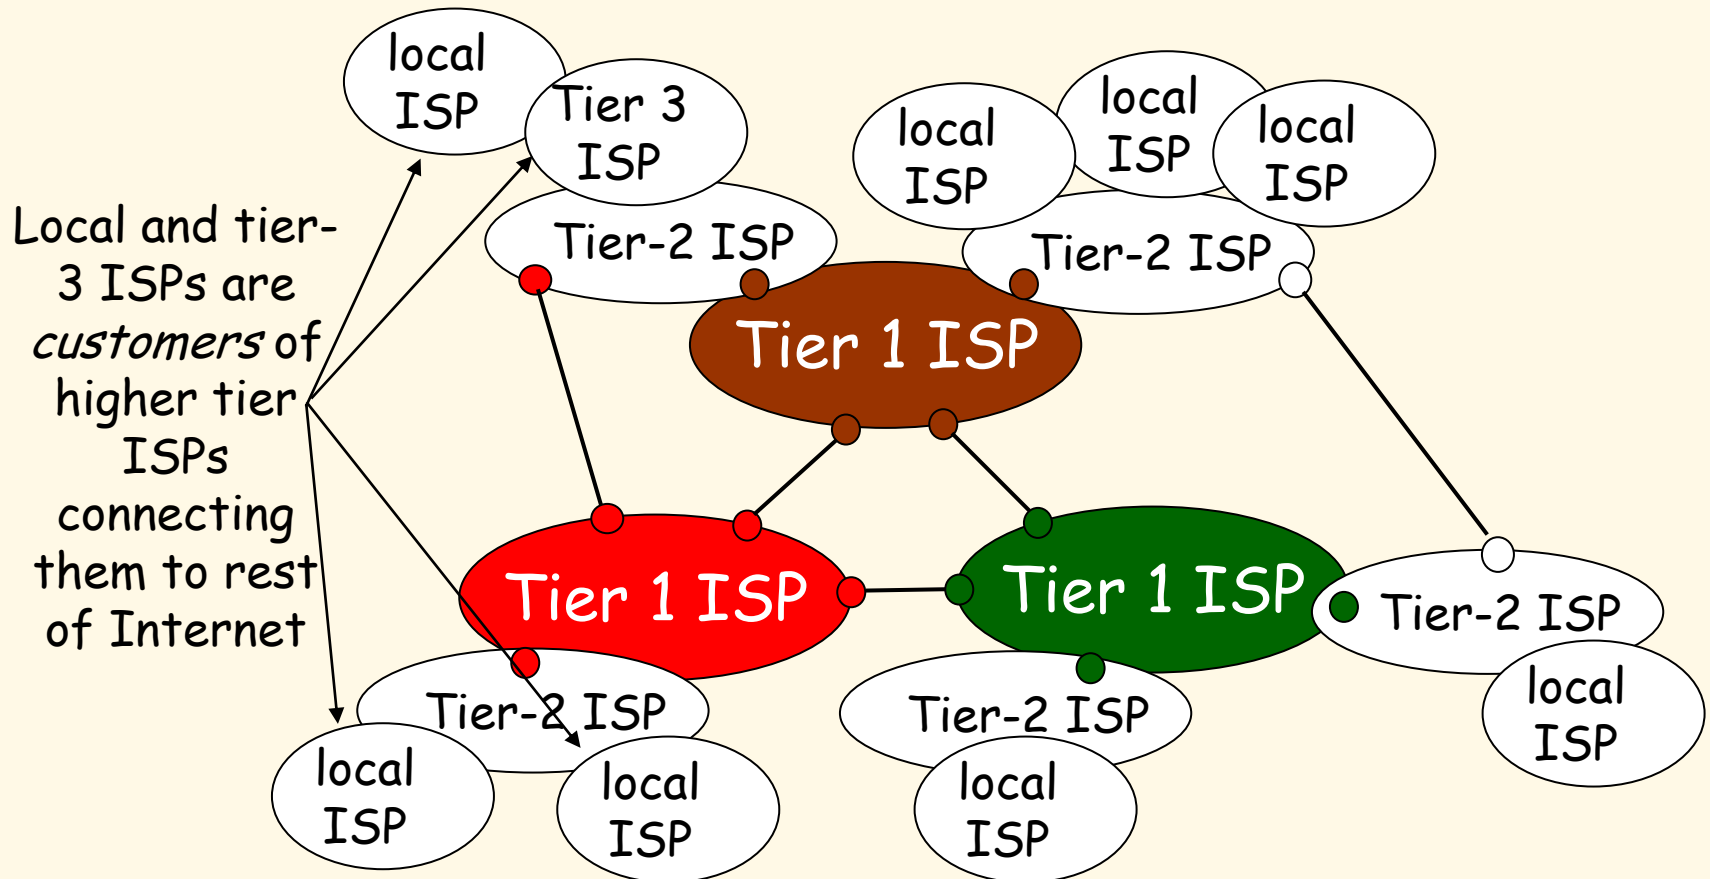 local
ISP
Tier 3
ISP
local
ISP
local
ISP
local
ISP
Local and tier-
3 ISPs are
customers of
higher tier
ISPs
connecting
them to rest
of Internet
Tier-2 ISP
Tier-2 ISP
Tier 1 ISP
Tier 1 ISP
Tier 1 ISP
Tier-2 ISP
Tier-2 ISP
Tier-2 ISP
local
ISP
local
ISP
local
ISP
local
ISP